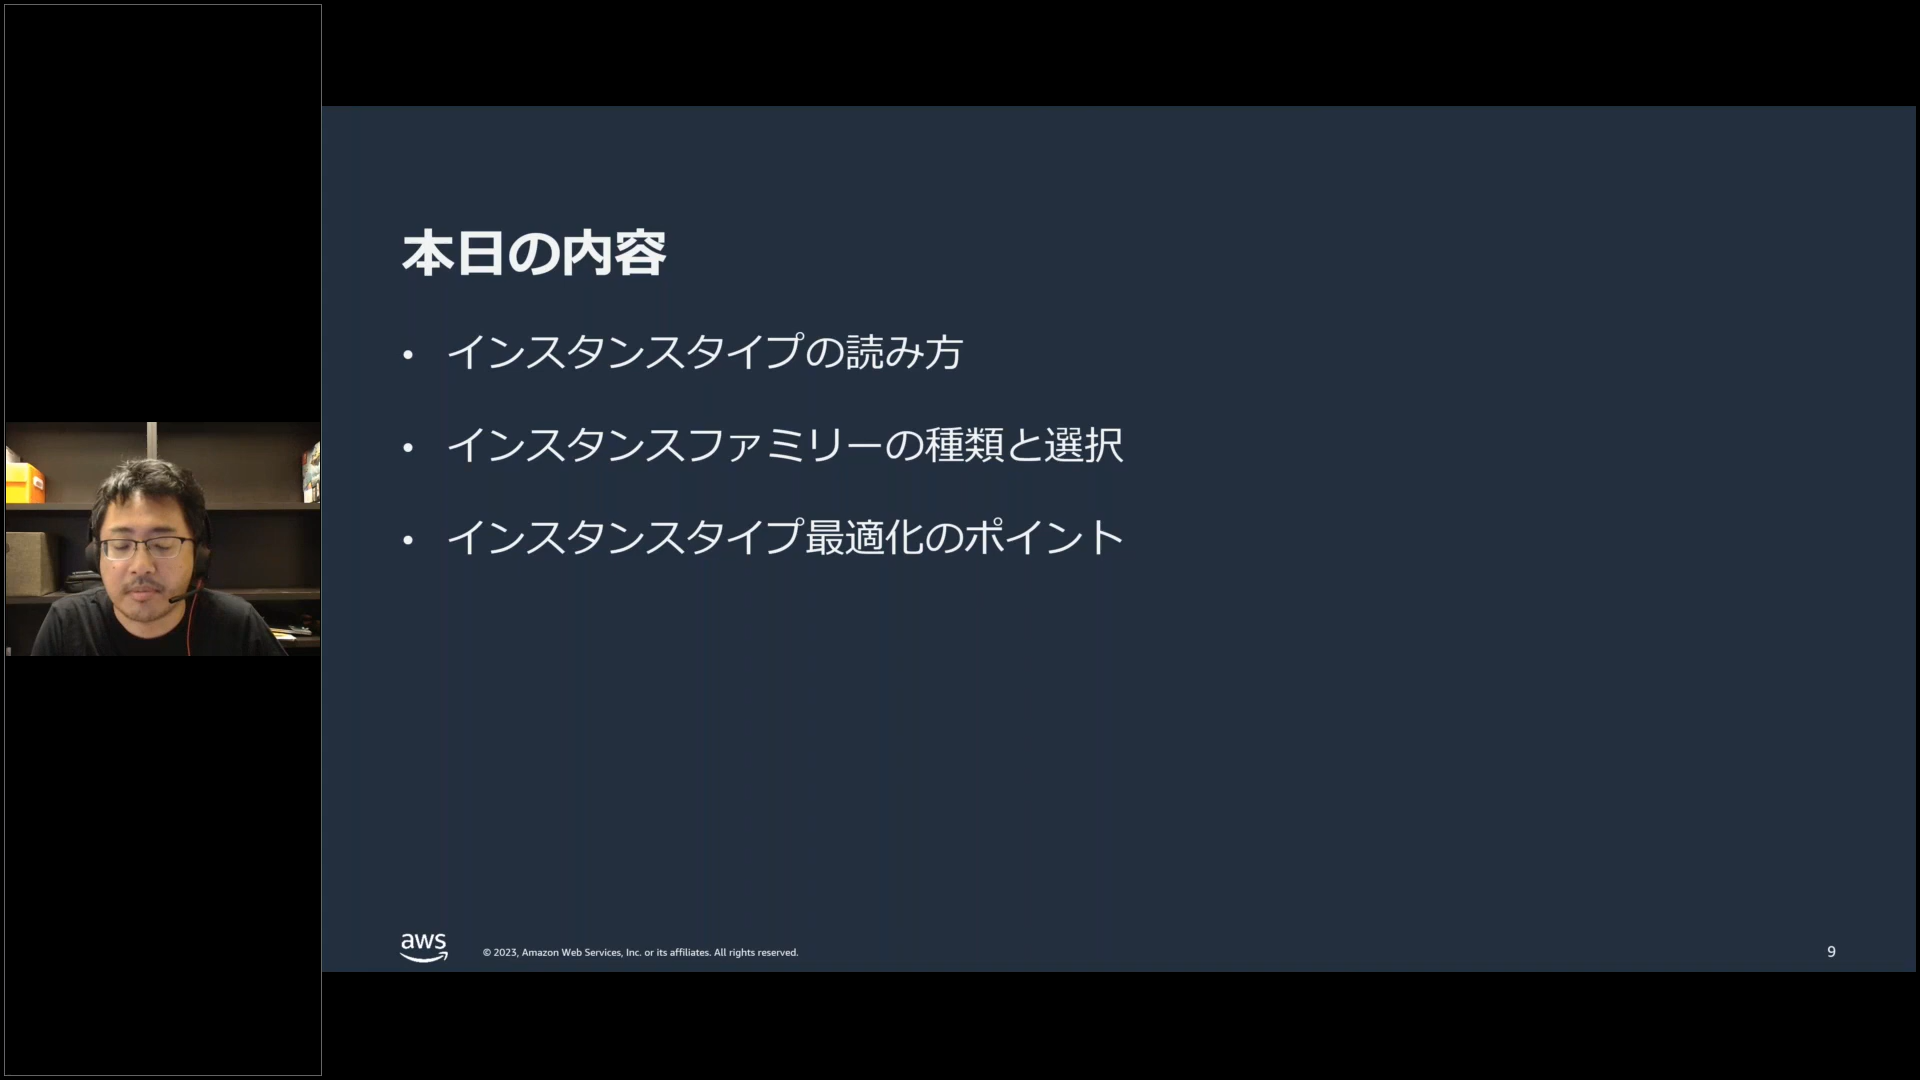 本日の内容
• インスタンスタイプの読み方
• インスタンスファミリーの種類と選択
• インスタンスタイプ最適化のポイント
aws
© 2023, Amazon Web Services, Inc. or its affiliates. All rights reserved.
9